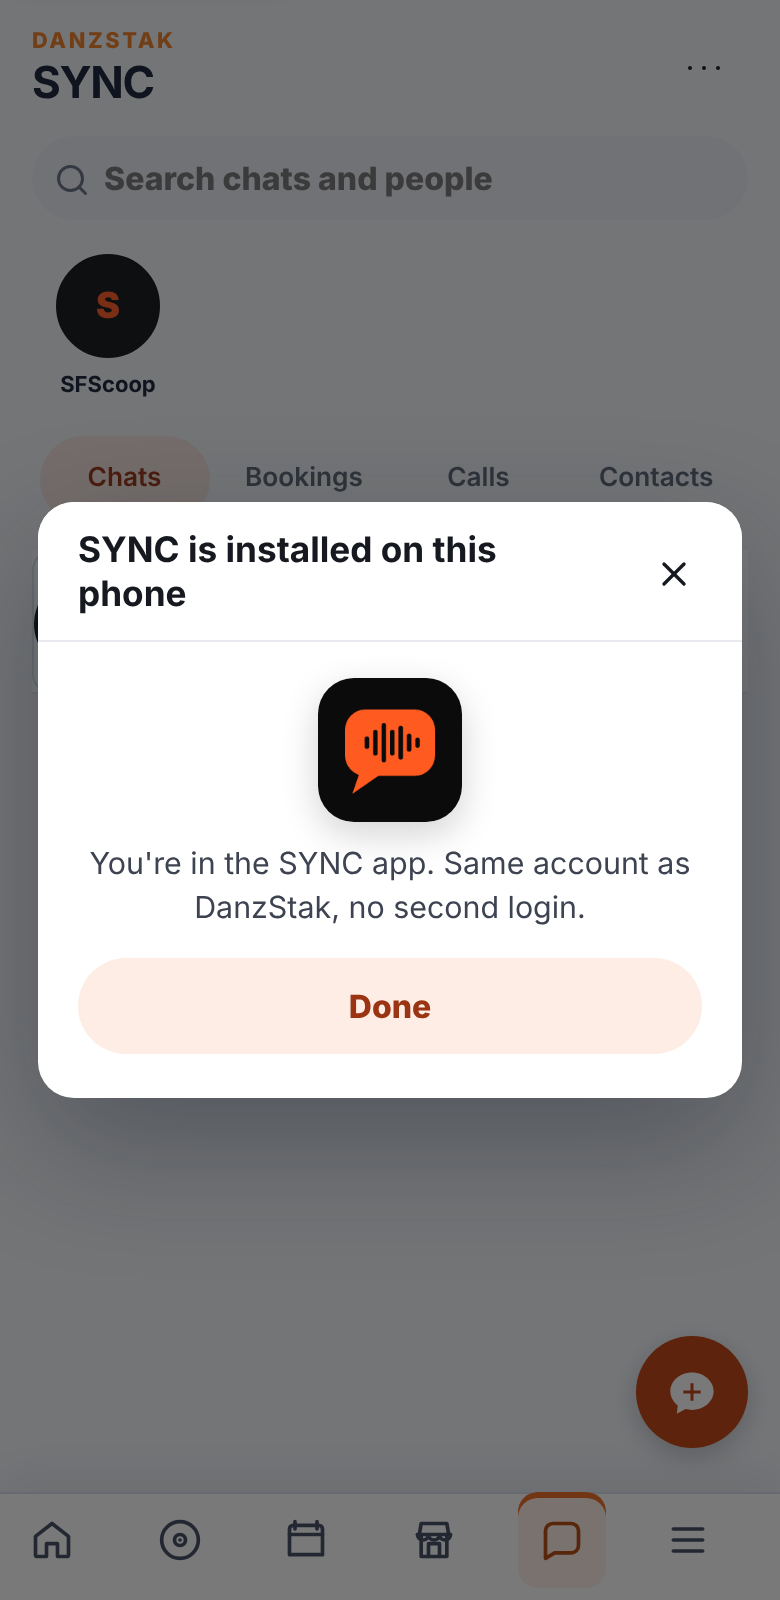 DANZSTAK
SYNC
Search chats and people
S
SFScoop
Chats Bookings Calls Contacts
SYNC is installed on this
phone
You're in the SYNC app. Same account as
DanzStak, no second login.
Done